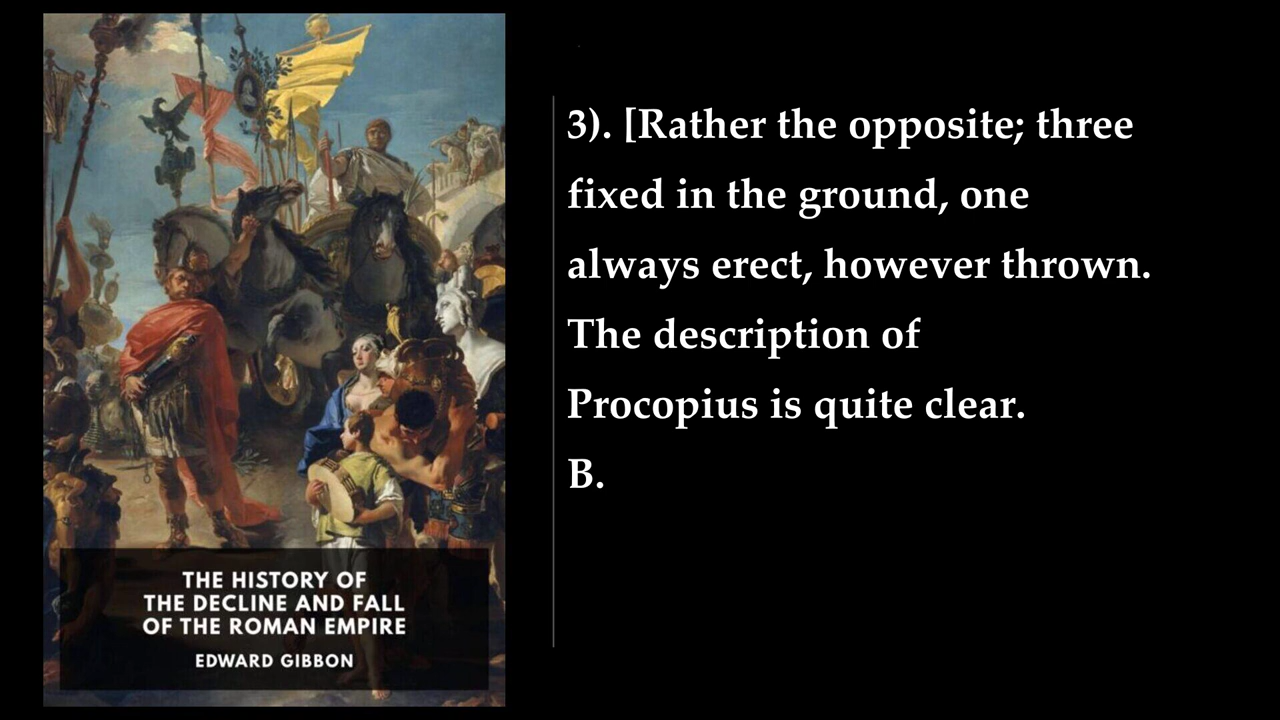 3). [Rather the opposite; three
fixed in the ground, one
always erect, however thrown.
The description of
Procopius is quite clear.
B.
THE HISTORY OF
THE DECLINE AND FALL
OF THE ROMAN EMPIRE
EDWARD GIBBON